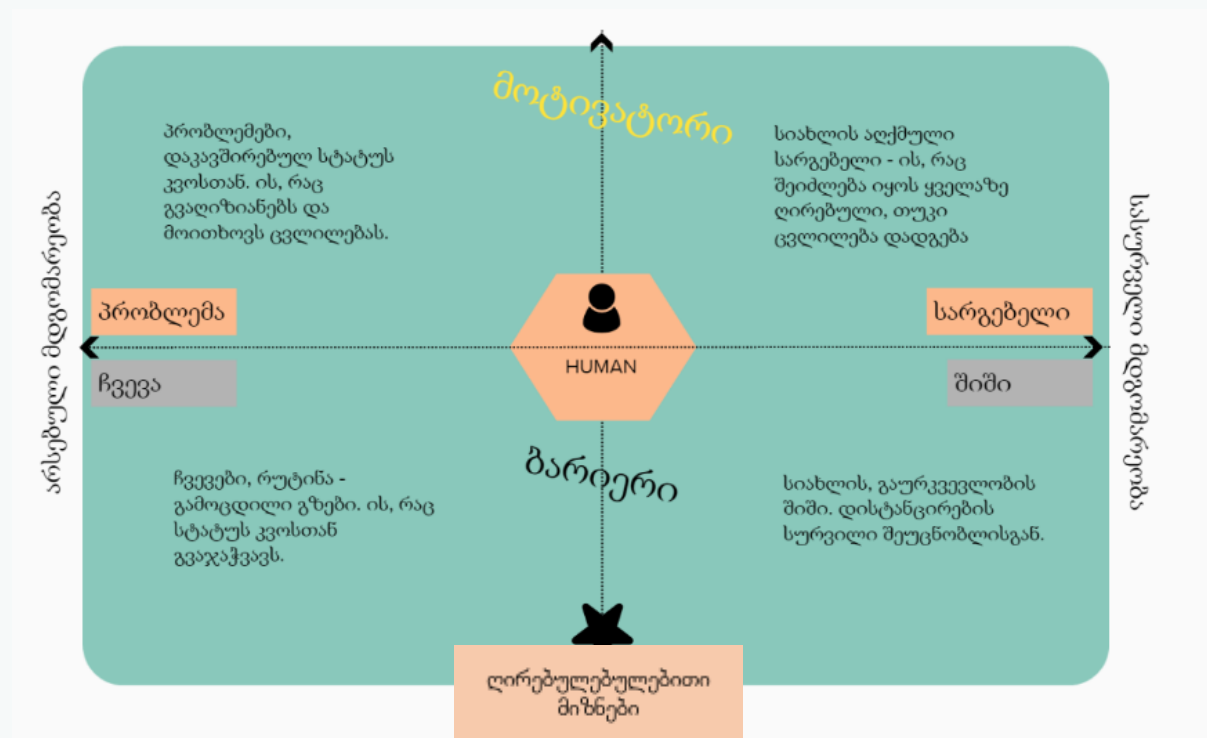 მოტივატორი
პრობლემები,
დაკავშირებულ სტატუს
კვოსთან. ის, რაც
გვაღიზიანებს და
მოითხოვს ცვლილებას.
სიახლის აღქმული
სარგებელი - ის, რაც
შეიძლება იყოს ყველაზე
ღირებული, თუკი
ცვლილება დადგება
არსებული მდგომარეობა
სასურველი მდგომარეობა
პრობლემა
სარგებელი
HUMAN
ჩვევა
შიში
ბარიერი
ჩვევები, რუტინა -
გამოცდილი გზები. ის, რაც
სტატუს კვოსთან
გვაჯაჭვავს.
სიახლის, გაურკვევლობის
შიში. დისტანცირების
სურვილი შეუცნობლისგან.
ღირებულებულებითი
მიზნები